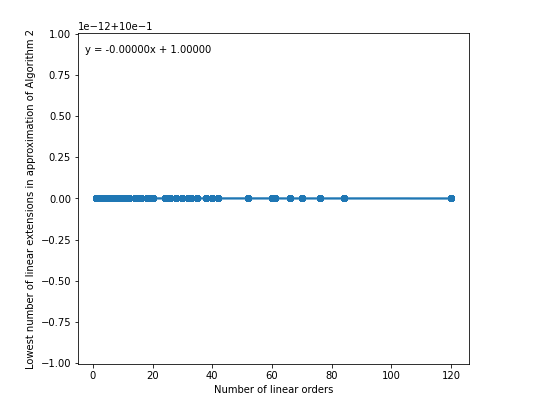 1e−12+10e−1
y = -0.00000x + 1.00000
1.00
0.75
0.50
0.25
0.00
−0.25
−0.50
−0.75
−1.00
Lowest number of linear extensions in approximation of Algorithm 2
0 20 40 60 80 100 120
Number of linear orders